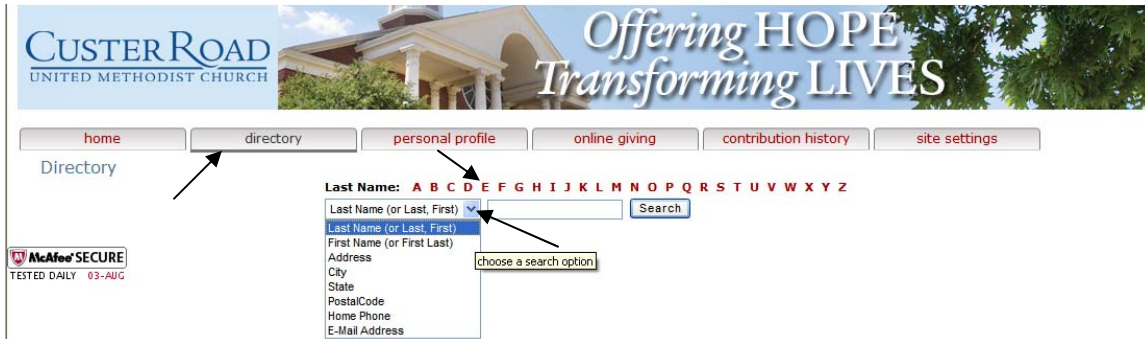 CUSTER ROAD
UNITED METHODIST CHURCH
Offering HOPE
Transforming LIVES
home directory personal profile online giving contribution history site settings
Directory
Last Name: A B C D E F G H I J K L M N O P Q R S T U V W X Y Z
Last Name (or Last, First) Search
Last Name (or Last, First)
First Name (or First Last)
Address
City
State
PostalCode
Home Phone
E-Mail Address
choose a search option
McAfee SECURE
TESTED DAILY 03-AUG